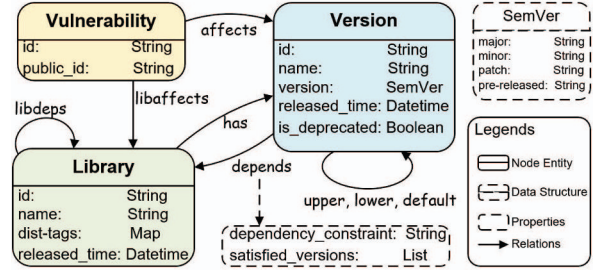 Vulnerability
id: String
public_id: String
affects
Version
id: String
name: String
version: SemVer
released_time: Datetime
is_deprecated: Boolean
SemVer
major: String
minor: String
patch: String
pre-released: String
libdeps
libaffects
has
Library
id: String
name: String
dist-tags: Map
released_time: Datetime
depends
upper, lower, default
dependency_constraint: String
satisfied_versions: List
Legends
Node Entity
Data Structure
Properties
Relations